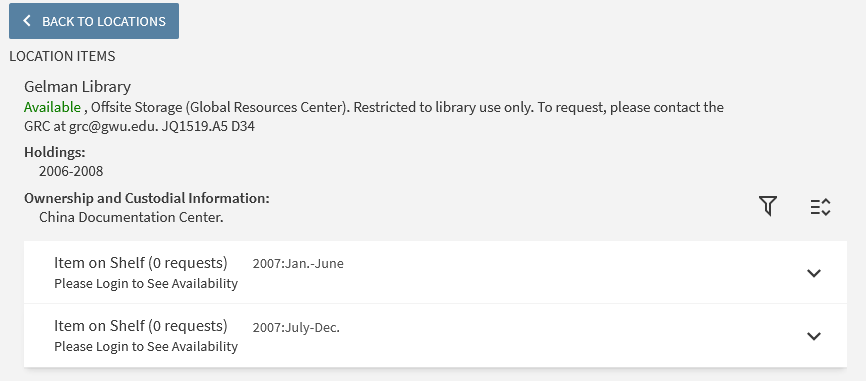 BACK TO LOCATIONS
LOCATION ITEMS
Gelman Library
Available , Offsite Storage (Global Resources Center). Restricted to library use only. To request, please contact the
GRC at grc@gwu.edu. JQ1519.A5 D34
Holdings:
2006-2008
Ownership and Custodial Information:
China Documentation Center.
Item on Shelf (0 requests) 2007:Jan.-June
Please Login to See Availability
Item on Shelf (0 requests) 2007:July-Dec.
Please Login to See Availability